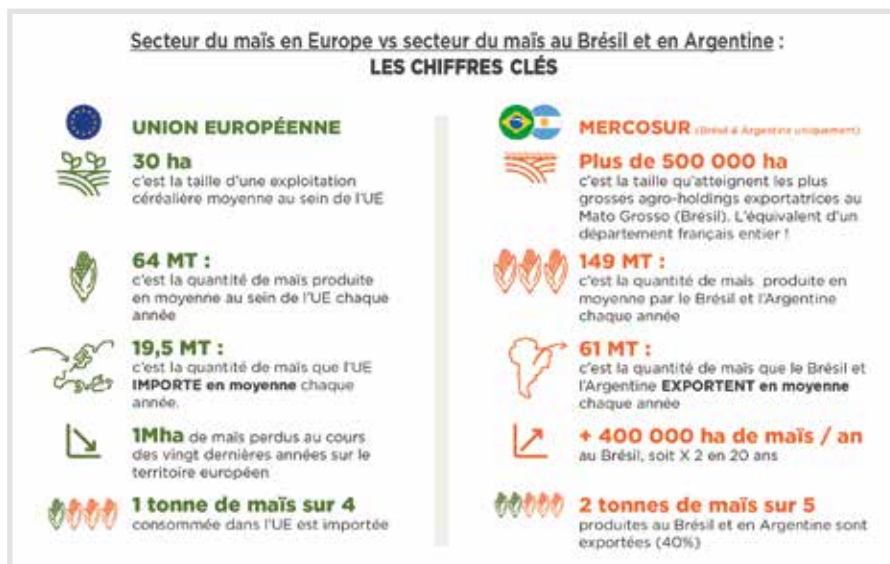 Secteur du maïs en Europe vs secteur du maïs au Brésil et en Argentine :
LES CHIFFRES CLÉS
UNION EUROPÉENNE
30 ha
c'est la taille d'une exploitation
céréalière moyenne au sein de l'UE
64 MT :
c'est la quantité de maïs produite
en moyenne au sein de l'UE chaque
année
19,5 MT :
c'est la quantité de maïs que l'UE
IMPORTE en moyenne chaque
année.
1Mha de maïs perdus au cours
des vingt dernières années sur le
territoire européen
1 tonne de maïs sur 4
consommée dans l'UE est importée
MERCOSUR (Brésil & Argentine uniquement)
Plus de 500 000 ha
c'est la taille qu'atteignent les plus
grosses agro-holdings exportatrices au
Mato Grosso (Brésil). L'équivalent d'un
département français entier !
149 MT :
c'est la quantité de maïs produite en
moyenne par le Brésil et l'Argentine
chaque année
61 MT :
c'est la quantité de maïs que le Brésil et
l'Argentine EXPORTENT en moyenne
chaque année
+ 400 000 ha de maïs / an
au Brésil, soit X 2 en 20 ans
2 tonnes de maïs sur 5
produites au Brésil et en Argentine sont
exportées (40%)